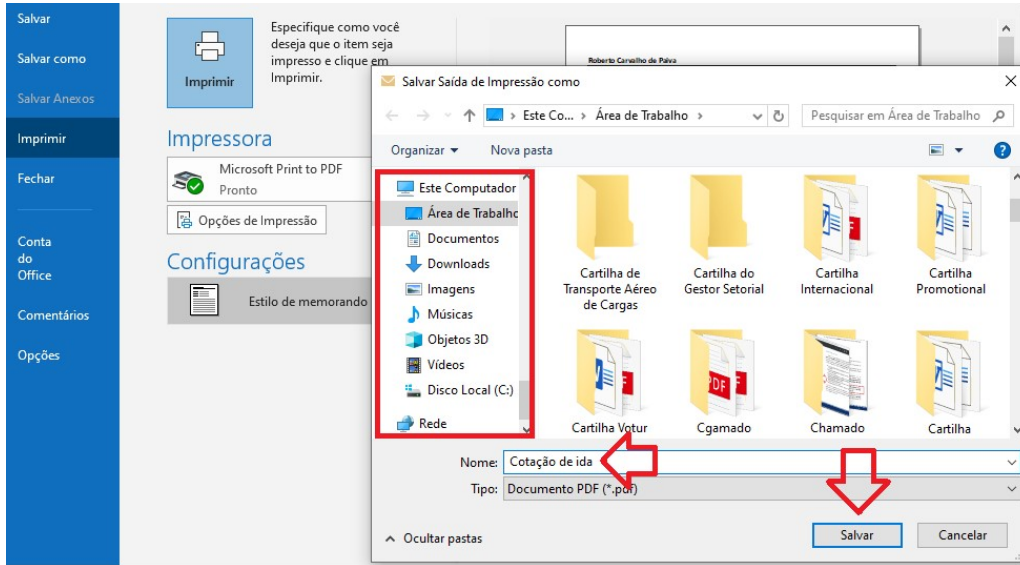 Salvar
Salvar como
Salvar Anexos
Imprimir
Fechar
Conta
do
Office
Comentários
Opções
Imprimir
Especifique como você
deseja que o item seja
impresso e clique em
Imprimir.
Impressora
Microsoft Print to PDF
Pronto
Opções de Impressão
Configurações
Estilo de memorando
Roberto Carvalho de Paiva
Salvar Saída de Impressão como
Este Co... › Área de Trabalho ›
Pesquisar em Área de Trabalho
Organizar
Nova pasta
Este Computador
Área de Trabalho
Documentos
Downloads
Imagens
Músicas
Objetos 3D
Vídeos
Disco Local (C:)
Rede
Cartilha de
Transporte Aéreo
de Cargas
Cartilha do
Gestor Setorial
Cartilha
Internacional
Cartilha
Promotional
Cartilha Votur
Cgamado
Chamado
Cartilha
Nome: Cotação de ida
Tipo: Documento PDF (*.pdf)
Ocultar pastas
Salvar
Cancelar